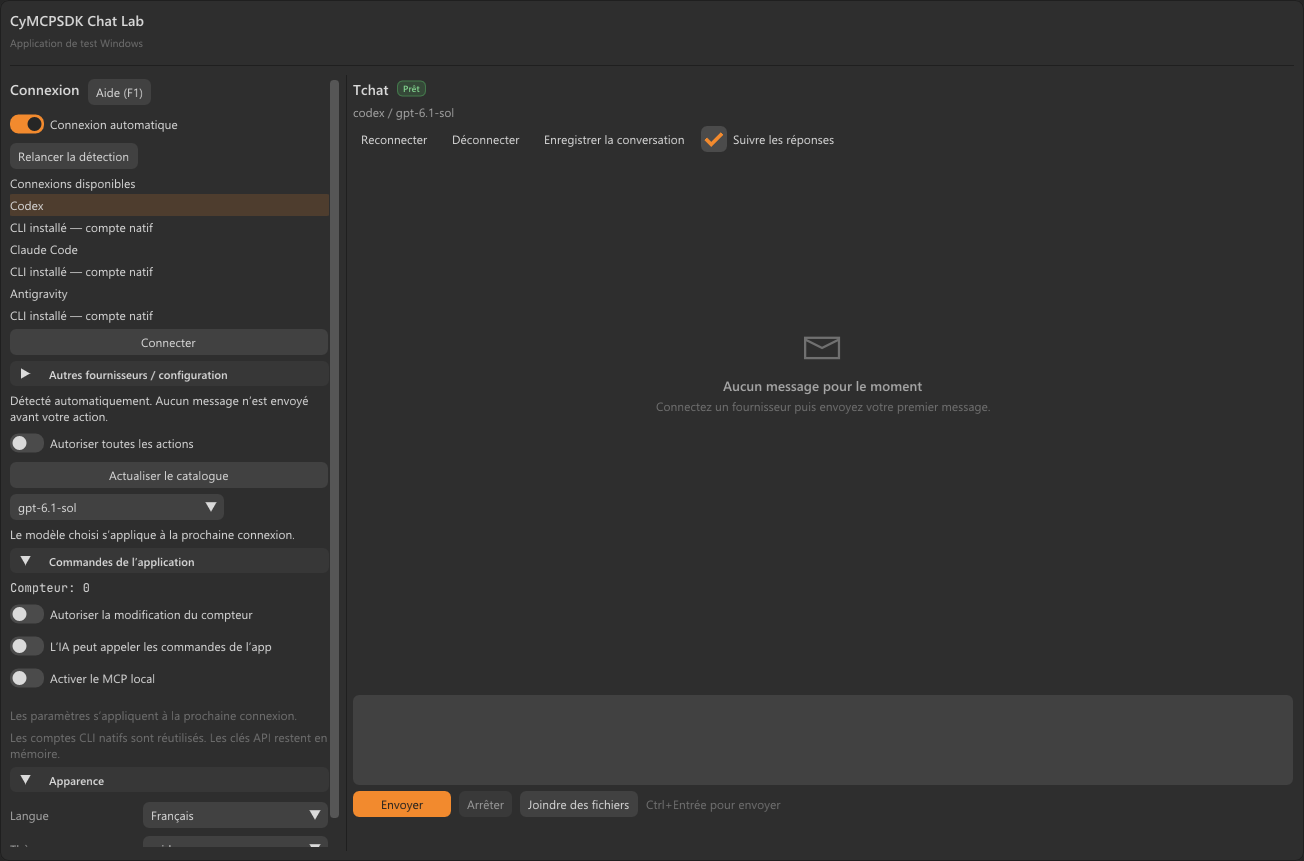 CyMCPSDK Chat Lab
Application de test Windows
Connexion
Aide (F1)
Connexion automatique
Relancer la détection
Connexions disponibles
Codex
CLI installé — compte natif
Claude Code
CLI installé — compte natif
Antigravity
CLI installé — compte natif
Connecter
Autres fournisseurs / configuration
Détecté automatiquement. Aucun message n’est envoyé
avant votre action.
Autoriser toutes les actions
Actualiser le catalogue
gpt-6.1-sol
Le modèle choisi s’applique à la prochaine connexion.
Commandes de l’application
Compteur: 0
Autoriser la modification du compteur
L’IA peut appeler les commandes de l’app
Activer le MCP local
Les paramètres s’appliquent à la prochaine connexion.
Les comptes CLI natifs sont réutilisés. Les clés API restent en
mémoire.
Apparence
Langue
Français
Tchat
Prêt
codex / gpt-6.1-sol
Reconnecter
Déconnecter
Enregistrer la conversation
Suivre les réponses
Aucun message pour le moment
Connectez un fournisseur puis envoyez votre premier message.
Envoyer
Arrêter
Joindre des fichiers
Ctrl+Entrée pour envoyer